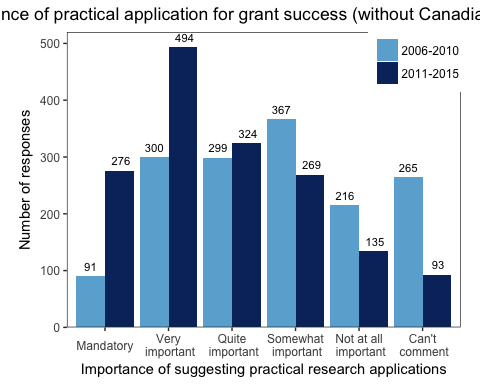 nce of practical application for grant success (without Canadia
2006-2010
2011-2015
Number of responses
500
400
300
200
100
0
91
276
300
494
299
324
367
269
216
135
265
93
Mandatory
Very
important
Quite
important
Somewhat
important
Not at all
important
Can't
comment
Importance of suggesting practical research applications